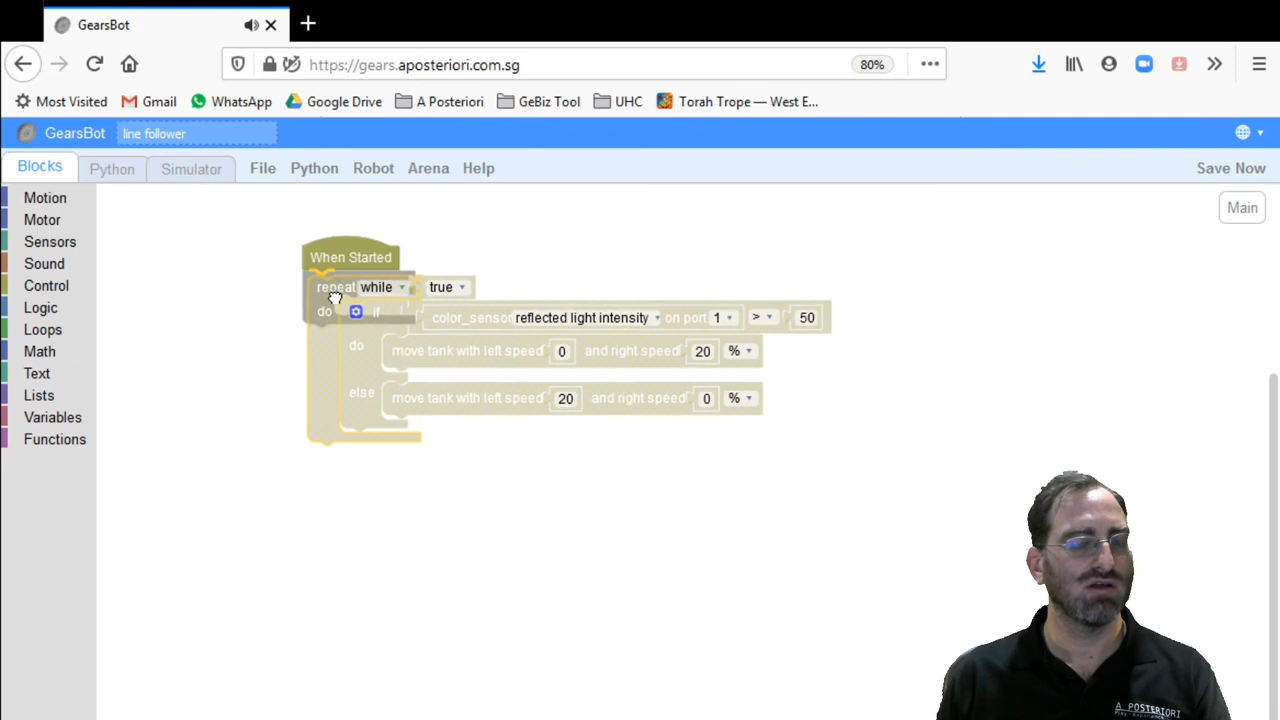 GearsBot
https://gears.aposteriori.com.sg
80%
Most Visited
Gmail
WhatsApp
Google Drive
A Posteriori
GeBiz Tool
UHC
Torah Trope — West E...
GearsBot
line follower
Blocks
Python
Simulator
File
Python
Robot
Arena
Help
Save Now
Motion
Motor
Sensors
Sound
Control
Logic
Loops
Math
Text
Lists
Variables
Functions
Main
When Started
repeat while true
do if color_sensor reflected light intensity on port 1 > 50
do move tank with left speed 0 and right speed 20 %
else move tank with left speed 20 and right speed 0 %
A POSTERIORI
Play · Experience